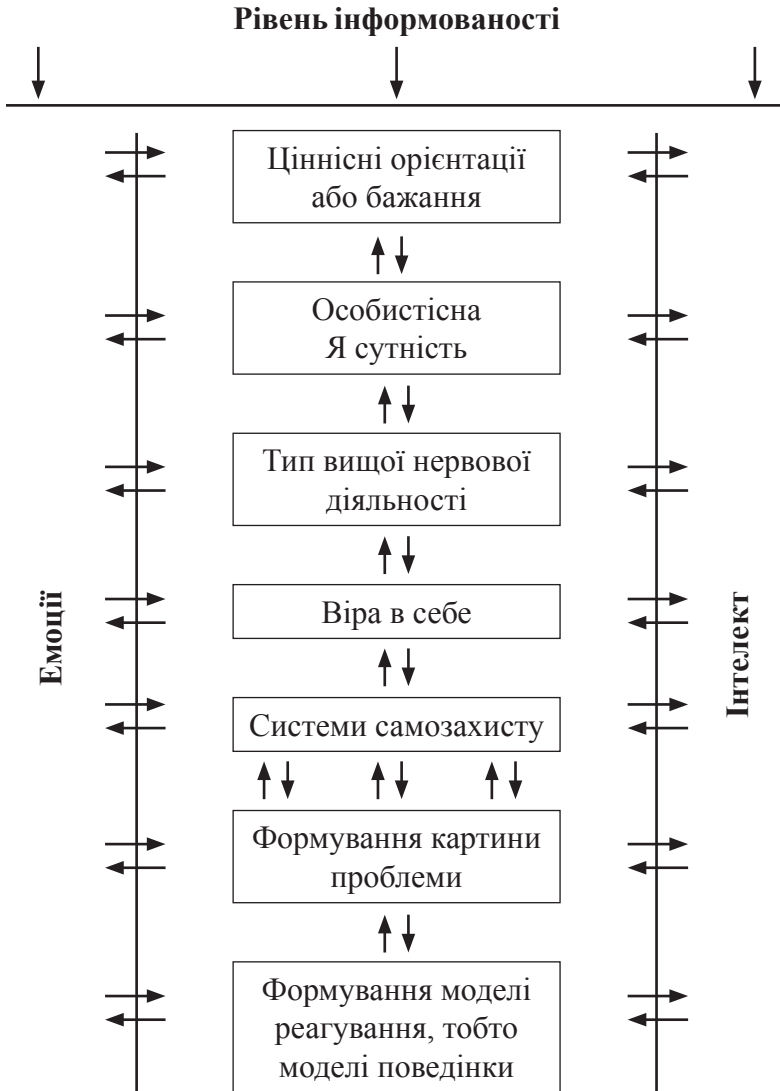 Рівень інформованості
Ціннісні орієнтації
або бажання
Особистісна
Я сутність
Тип вищої нервової
діяльності
Віра в себе
Емоції
Інтелект
Системи самозахисту
Формування картини
проблеми
Формування моделі
реагування, тобто
моделі поведінки